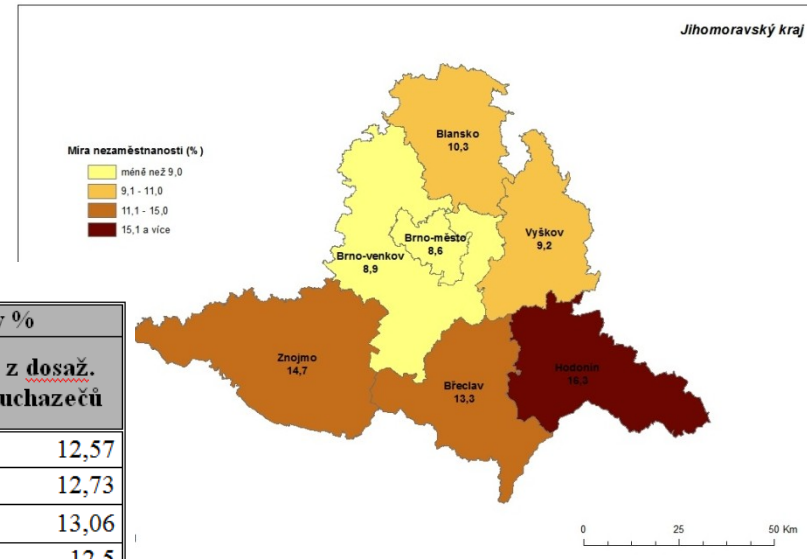 Jihomoravský kraj
Míra nezaměstnanosti (%)
méně než 9,0
9,1 - 11,0
11,1 - 15,0
15,1 a více
Blansko
10,3
Vyškov
9,2
Brno-město
8,6
Brno-venkov
8,9
Znojmo
14,7
Břeclav
13,3
Hodonín
16,3
0 25 50 Km
v %
z dosaž.
uchazečů
12,57
12,73
13,06
12,5